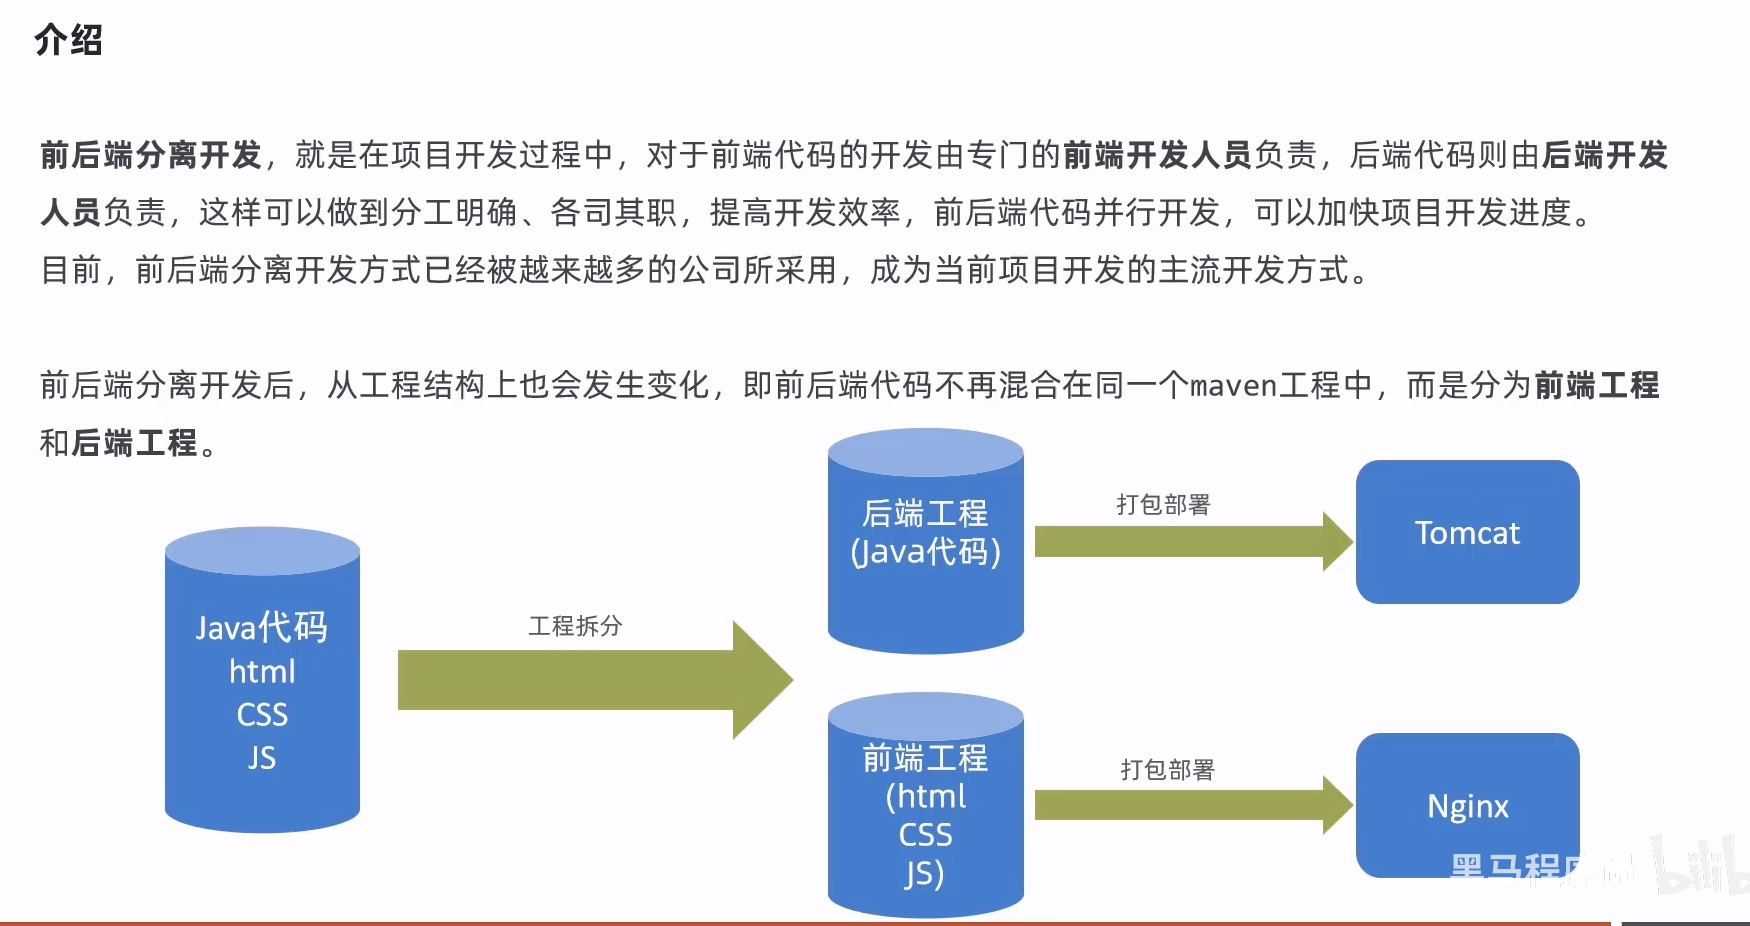 介绍
前后端分离开发，就是在项目开发过程中，对于前端代码的开发由专门的前端开发人员负责，后端代码则由后端开发
人员负责，这样可以做到分工明确、各司其职，提高开发效率，前后端代码并行开发，可以加快项目开发进度。
目前，前后端分离开发方式已经被越来越多的公司所采用，成为当前项目开发的主流开发方式。
前后端分离开发后，从工程结构上也会发生变化，即前后端代码不再混合在同一个maven工程中，而是分为前端工程
和后端工程。
Java代码
html
CSS
JS
工程拆分
后端工程
(Java代码)
打包部署
Tomcat
前端工程
(html
CSS
JS)
打包部署
Nginx
黑马程序员
bilib